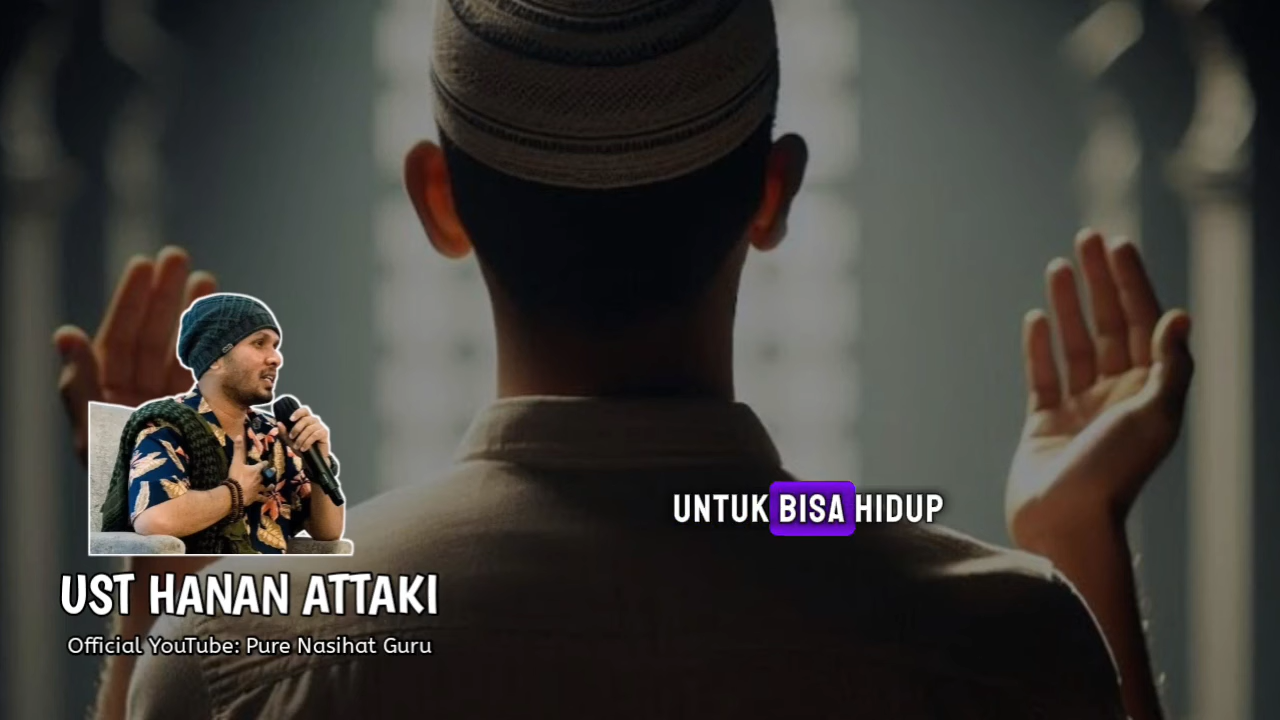 UNTUK BISA HIDUP
UST HANAN ATTAKI
Official YouTube: Pure Nasihat Guru